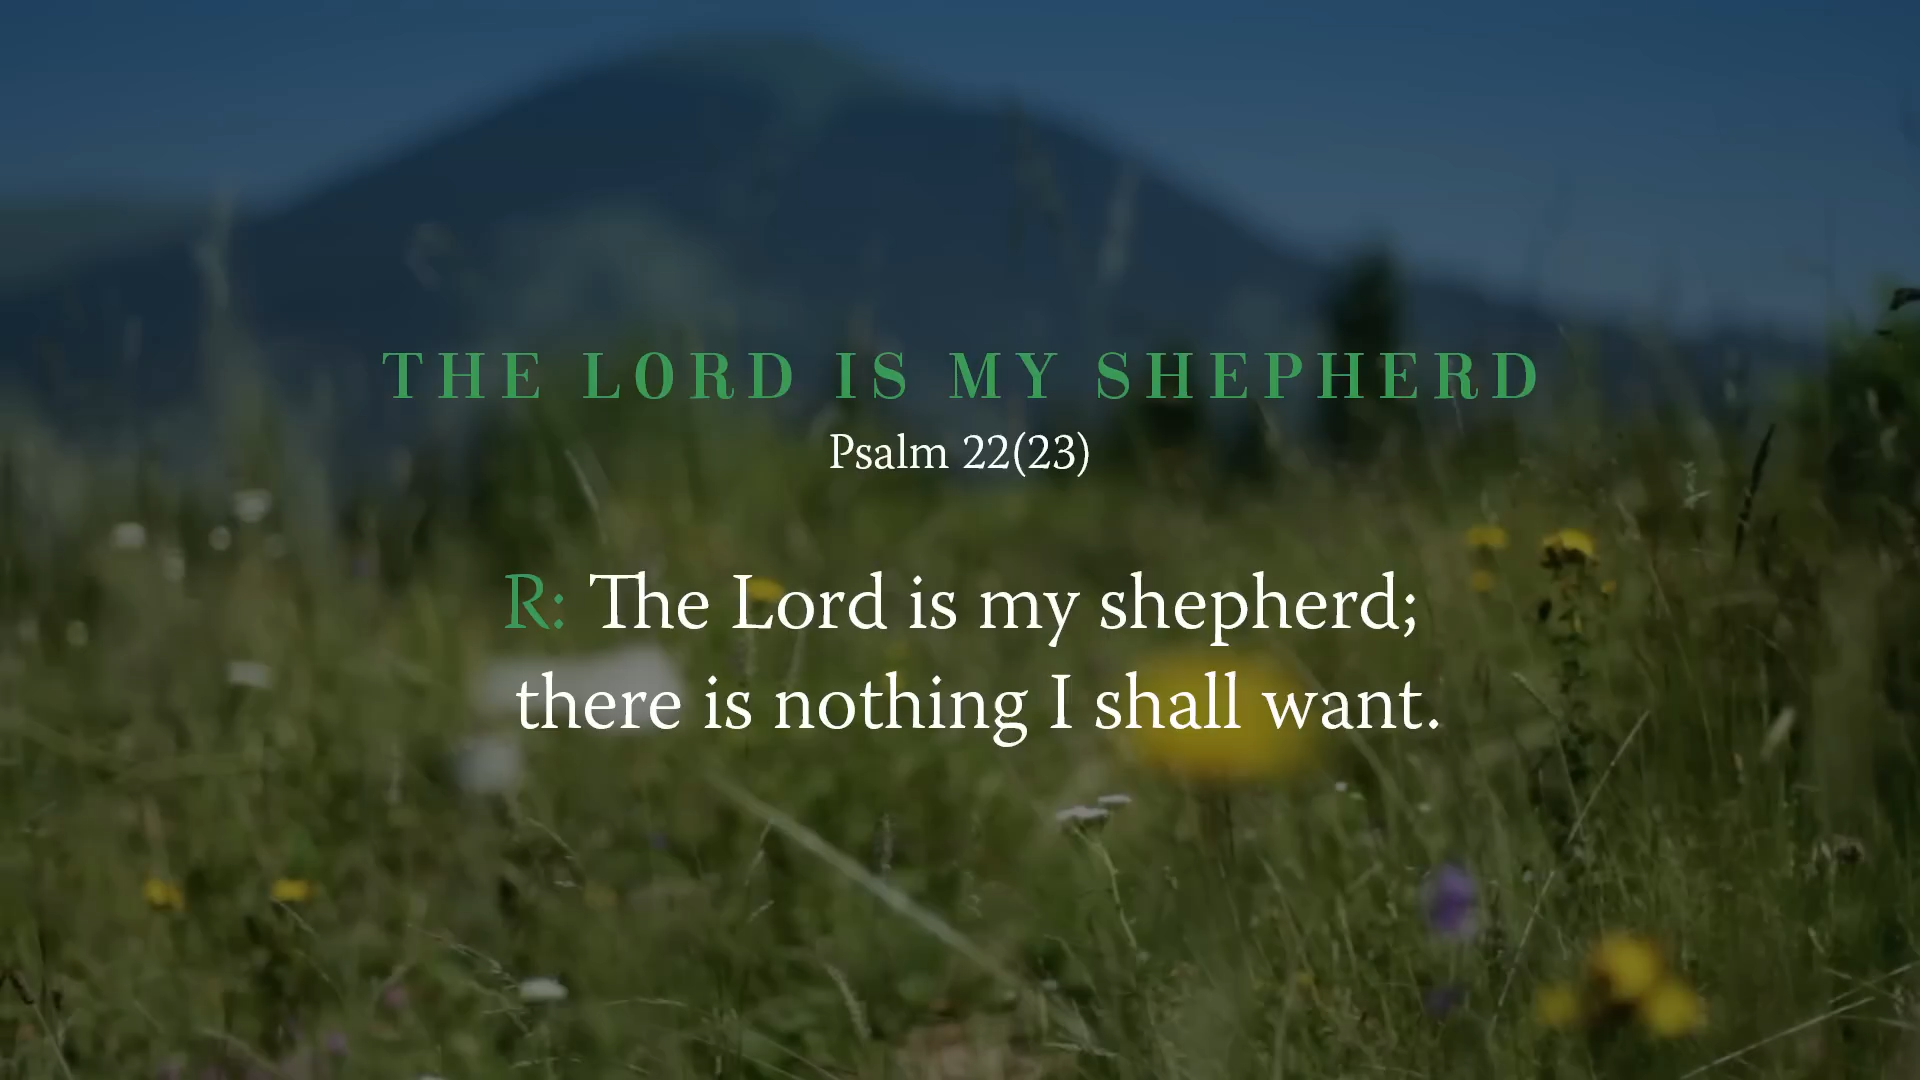 THE LORD IS MY SHEPHERD
Psalm 22(23)
R: The Lord is my shepherd;
there is nothing I shall want.